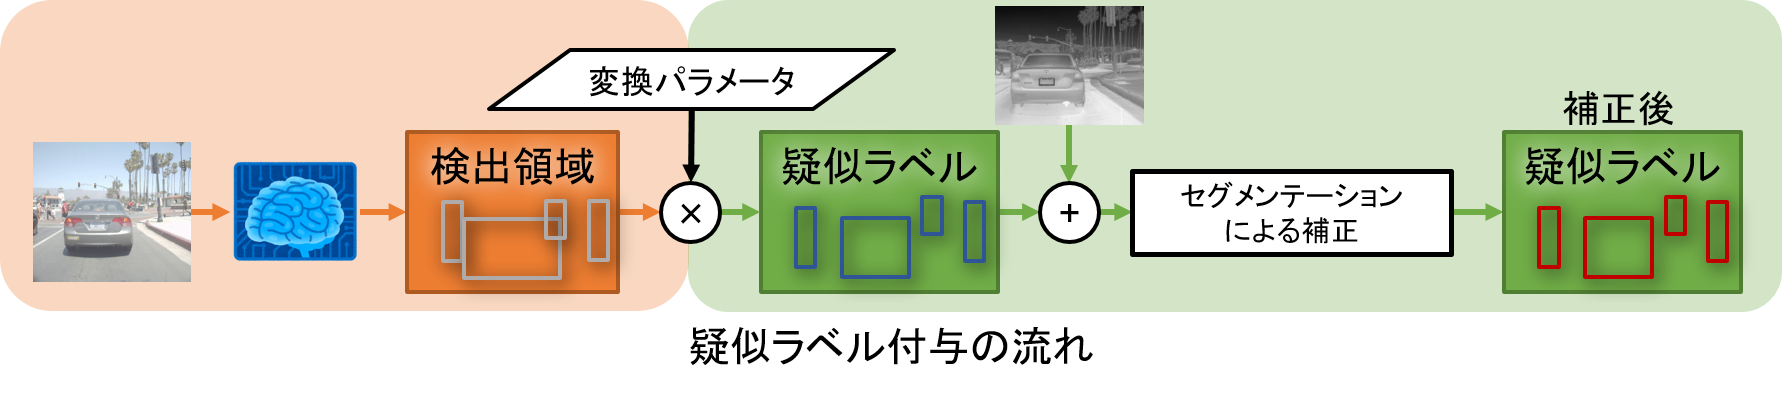 変換パラメータ
検出領域
×
疑似ラベル
+
セグメンテーション
による補正
補正後
疑似ラベル
疑似ラベル付与の流れ